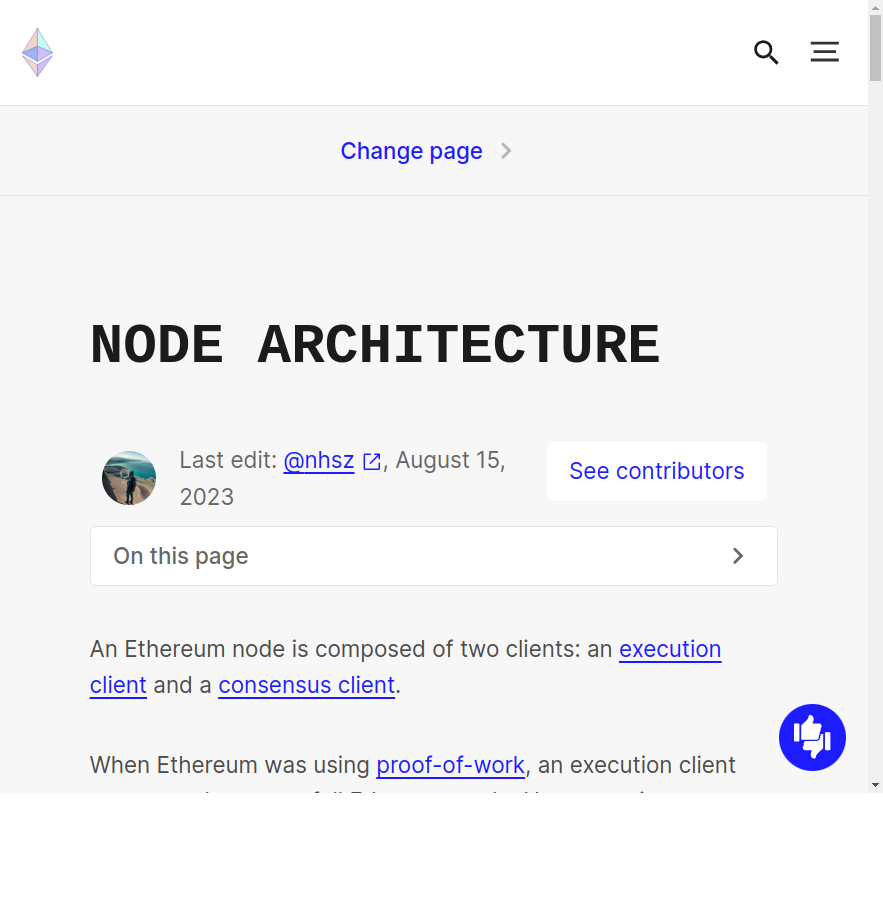 Change page
NODE ARCHITECTURE
Last edit: @nhsz , August 15,
2023
See contributors
On this page
An Ethereum node is composed of two clients: an execution
client and a consensus client.
When Ethereum was using proof-of-work, an execution client